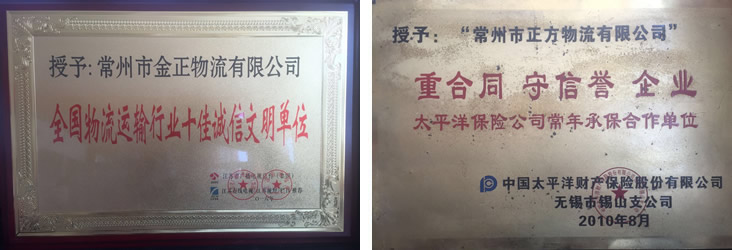 授予:常州市金正物流有限公司
全国物流运输行业十佳诚信文明单位
授予:“常州市正方物流有限公司”
重合同 守信誉 企业
太平洋保险公司常年承保合作单位
中国太平洋财产保险股份有限公司
无锡市锡山支公司
2010年8月